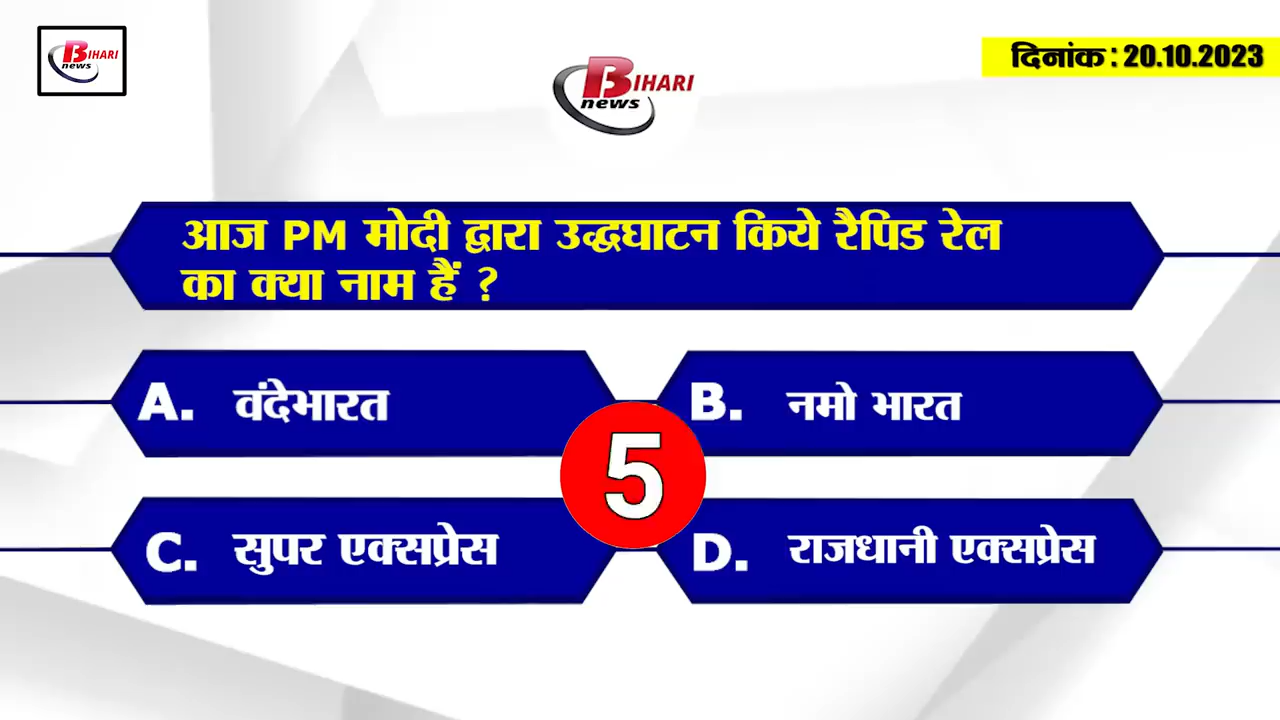 BIHARI
news
BIHARI
news
दिनांक : 20.10.2023
आज PM मोदी द्वारा उद्धघाटन किये रैपिड रेल
का क्या नाम हैं ?
A. वंदेभारत
B. नमो भारत
5
C. सुपर एक्सप्रेस
D. राजधानी एक्सप्रेस